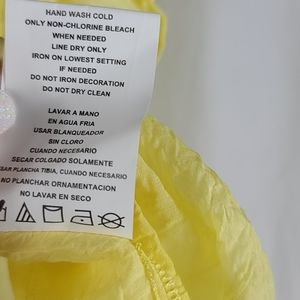 HAND WASH COLD
ONLY NON-CHLORINE BLEACH
WHEN NEEDED
LINE DRY ONLY
IRON ON LOWEST SETTING
IF NEEDED
DO NOT IRON DECORATION
DO NOT DRY CLEAN
LAVAR A MANO
EN AGUA FRIA
USAR BLANQUEADOR
SIN CLORO
CUANDO NECESARIO
SECAR COLGADO SOLAMENTE
USAR PLANCHA TIBIA, CUANDO NECESARIO
NO PLANCHAR ORNAMENTACION
NO LAVAR EN SECO